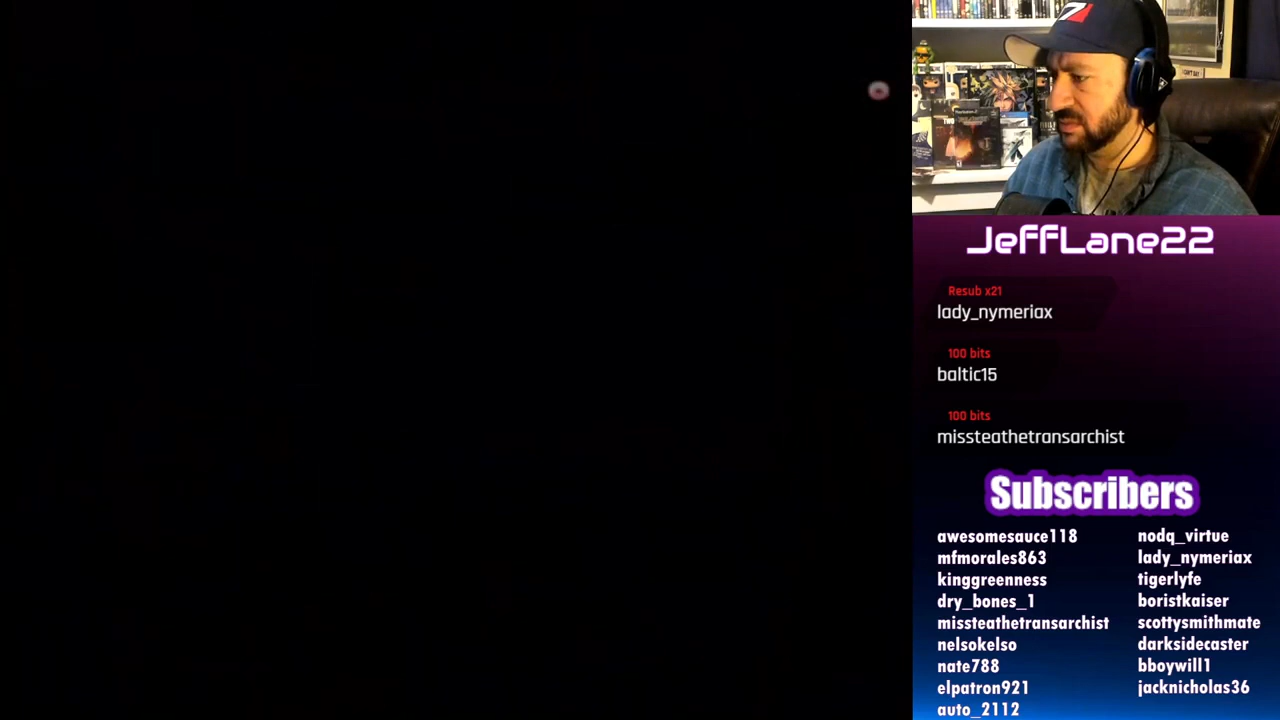 JeffLane22
Resub x21
lady_nymeriax
100 bits
baltic15
100 bits
missteathetransarchist
Subscribers
awesomesauce118
mfmorales863
kinggreenness
dry_bones_1
missteathetransarchist
nelsokelso
nate788
elpatron921
auto_2112
nodq_virtue
lady_nymeriax
tigerlyfe
boristkaiser
scottysmithmate
darksidecaster
bboywill1
jacknicholas36